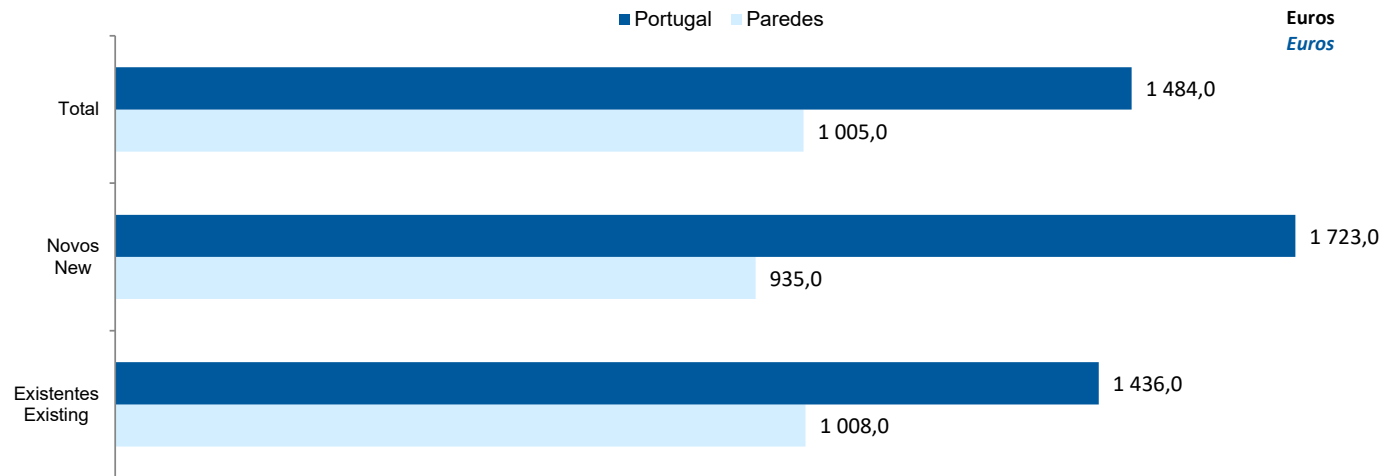 Portugal Paredes
Euros
Euros
Total
1 484,0
1 005,0
Novos
New
1 723,0
935,0
Existentes
Existing
1 436,0
1 008,0